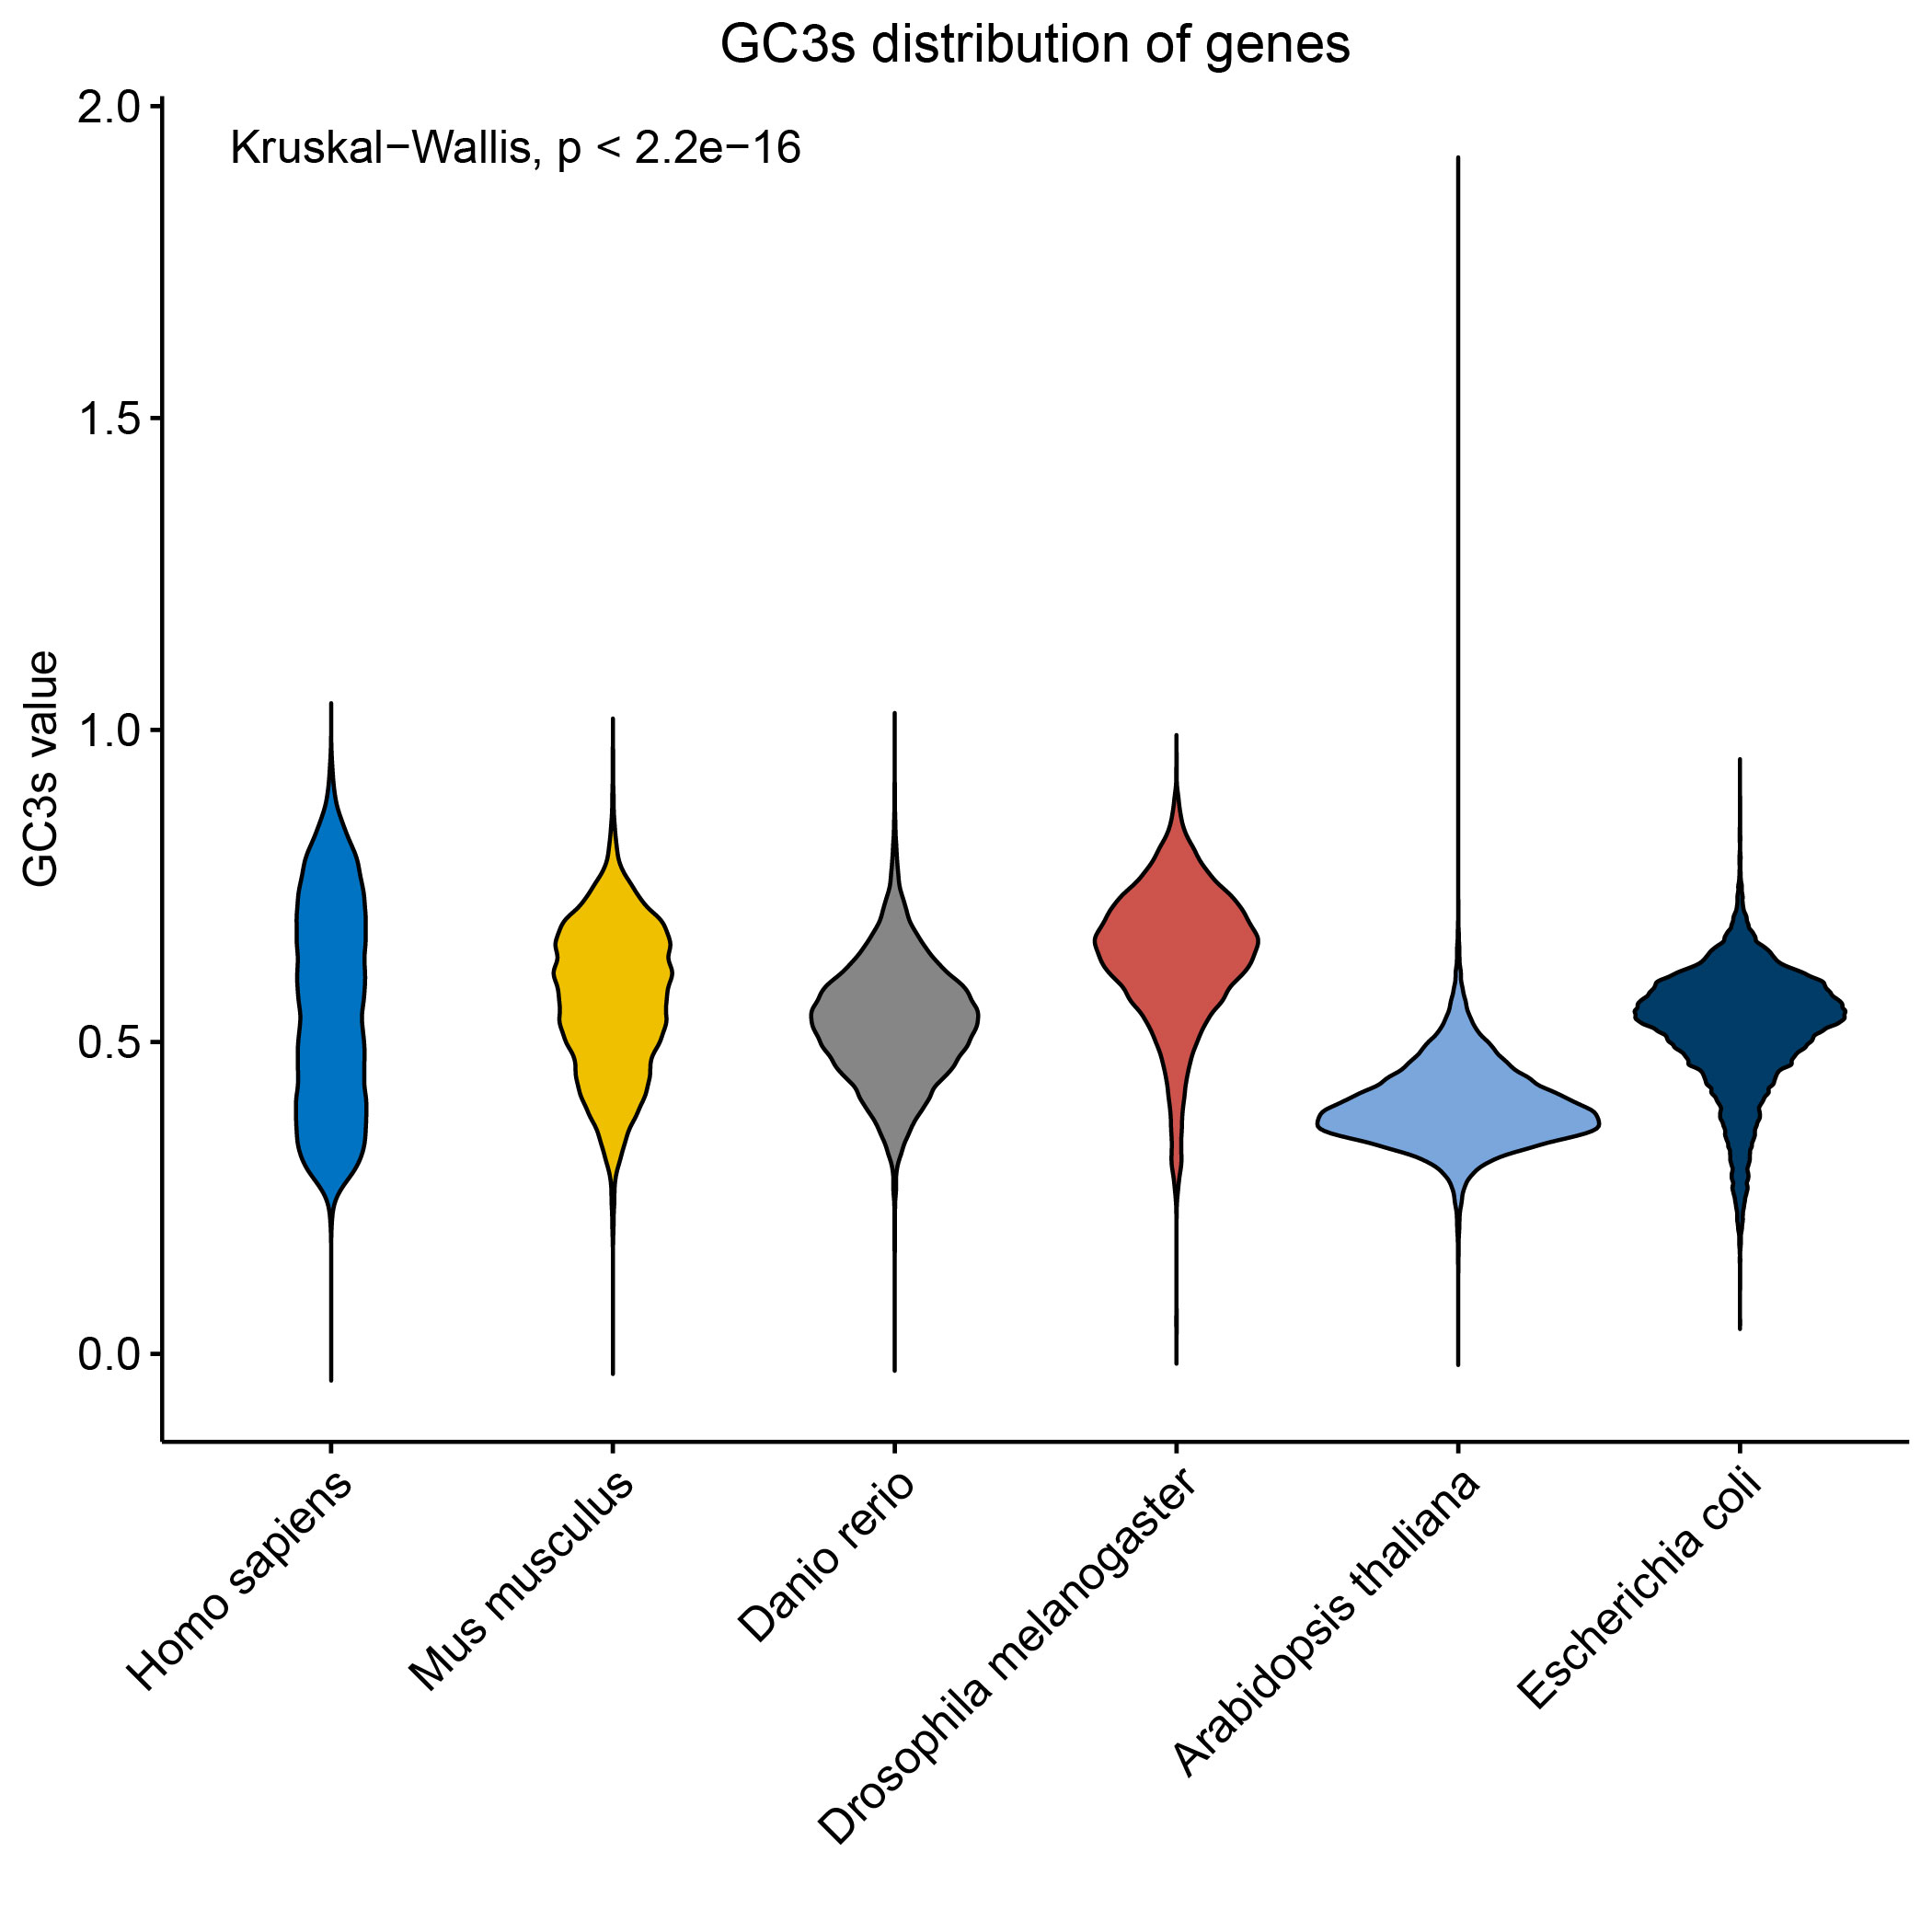 GC3s distribution of genes
Kruskal−Wallis, p < 2.2e−16
2.0
1.5
1.0
0.5
0.0
GC3s value
Homo sapiens
Mus musculus
Danio rerio
Drosophila melanogaster
Arabidopsis thaliana
Escherichia coli